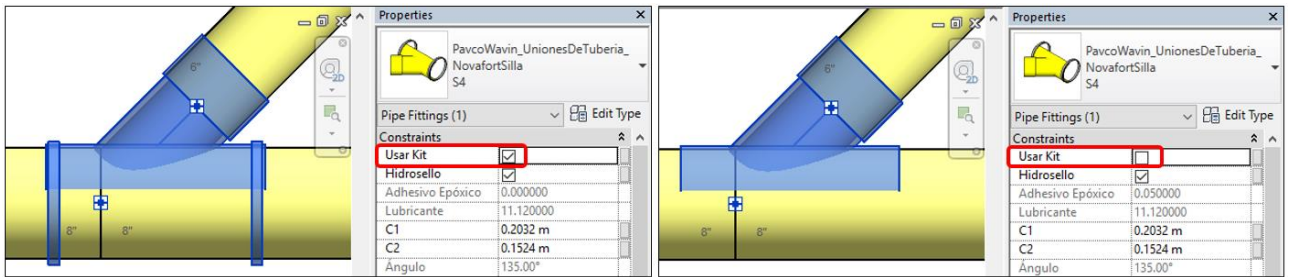 6"
8" 8"
2D
Properties
PavcoWavin_UnionesDeTuberia_
NovafortSilla
S4
Pipe Fittings (1) Edit Type
Constraints
Usar Kit
Hidrosello
Adhesivo Epóxico 0.000000
Lubricante 11.120000
C1 0.2032 m
C2 0.1524 m
Ángulo 135.00°
6"
8" 8"
2D
Properties
PavcoWavin_UnionesDeTuberia_
NovafortSilla
S4
Pipe Fittings (1) Edit Type
Constraints
Usar Kit
Hidrosello
Adhesivo Epóxico 0.050000
Lubricante 11.120000
C1 0.2032 m
C2 0.1524 m
Ángulo 135.00°